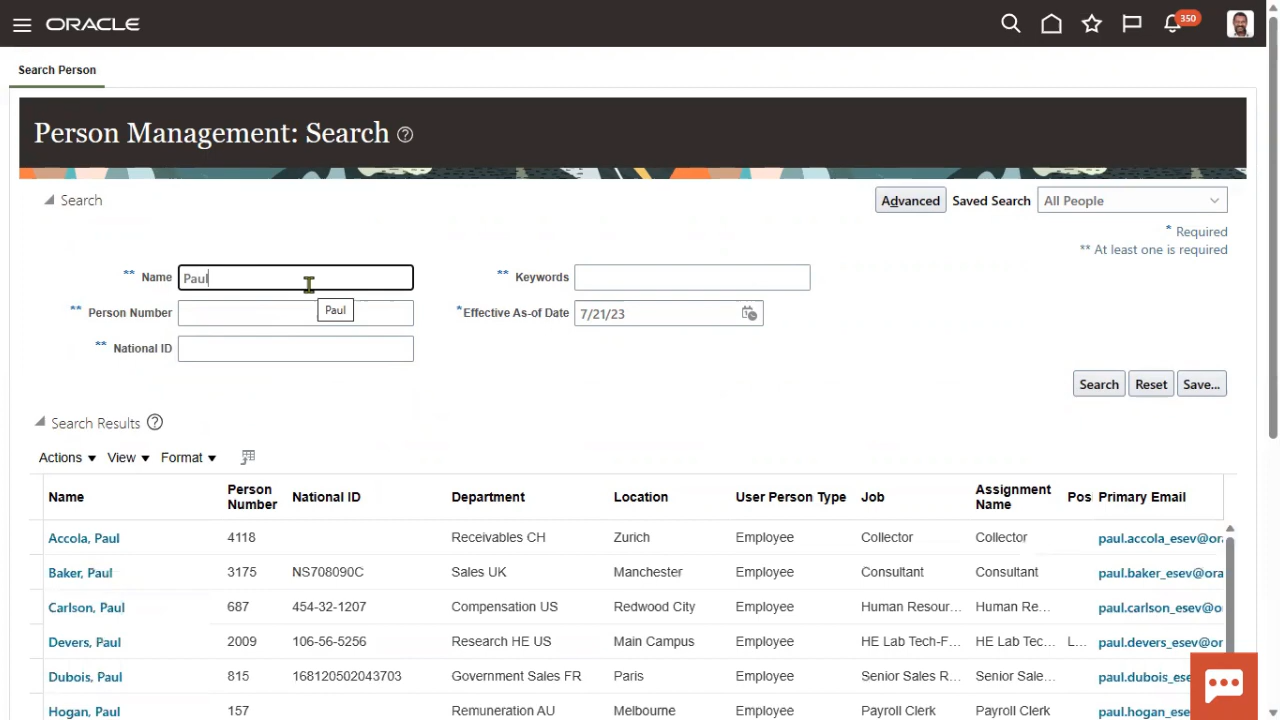 ORACLE
350
Search Person
Person Management: Search
Search
Advanced Saved Search All People
* Required
** At least one is required
** Name Paul
** Keywords
Paul
** Person Number
*Effective As-of Date 7/21/23
** National ID
Search Reset Save...
Search Results
Actions View Format
Name Person Number National ID Department Location User Person Type Job Assignment Name Pos Primary Email
Accola, Paul 4118 Receivables CH Zurich Employee Collector Collector paul.accola_esev@or
Baker, Paul 3175 NS708090C Sales UK Manchester Employee Consultant Consultant paul.baker_esev@ora
Carlson, Paul 687 454-32-1207 Compensation US Redwood City Employee Human Resour... Human Re... paul.carlson_esev@o
Devers, Paul 2009 106-56-5256 Research HE US Main Campus Employee HE Lab Tech-F... HE Lab Tec... L... paul.devers_esev@or
Dubois, Paul 815 168120502043703 Government Sales FR Paris Employee Senior Sales R... Senior Sale... paul.dubois_ese
Hogan, Paul 157 Remuneration AU Melbourne Employee Payroll Clerk Payroll Clerk paul.hogan_ese